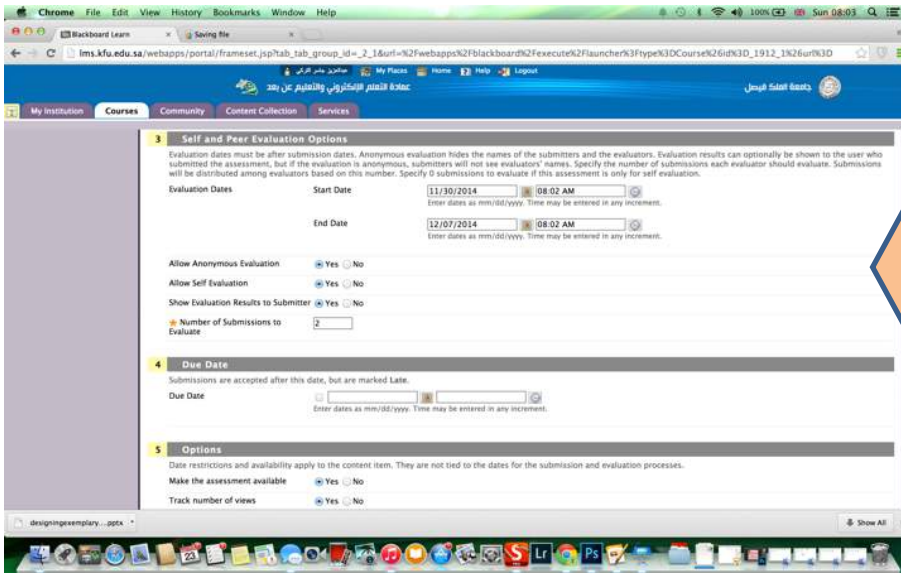 Chrome File Edit View History Bookmarks Window Help 100% Sun 08:03
Blackboard Learn × Saving file ×
lms.kfu.edu.sa/webapps/portal/frameset.jsp?tab_tab_group_id=_2_1&url=%2Fwebapps%2Fblackboard%2Fexecute%2Flauncher%3Ftype%3DCourse%26id%3D_1912_1%26url%3D
My Places Home Help Logout
عمادة التعلم الإلكتروني والتعليم عن بعد
جامعة الملك فيصل
My Institution Courses Community Content Collection Services
3 Self and Peer Evaluation Options
Evaluation dates must be after submission dates. Anonymous evaluation hides the names of the submitters and the evaluators. Evaluation results can optionally be shown to the user who
submitted the assessment, but if the evaluation is anonymous, submitters will not see evaluators' names. Specify the number of submissions each evaluator should evaluate. Submissions
will be distributed among evaluators based on this number. Specify 0 submissions to evaluate if this assessment is only for self evaluation.
Evaluation Dates Start Date 11/30/2014 08:02 AM
Enter dates as mm/dd/yyyy. Time may be entered in any increment.
End Date 12/07/2014 08:02 AM
Enter dates as mm/dd/yyyy. Time may be entered in any increment.
Allow Anonymous Evaluation Yes No
Allow Self Evaluation Yes No
Show Evaluation Results to Submitter Yes No
Number of Submissions to 2
Evaluate
4 Due Date
Submissions are accepted after this date, but are marked Late.
Due Date
Enter dates as mm/dd/yyyy. Time may be entered in any increment.
5 Options
Date restrictions and availability apply to the content item. They are not tied to the dates for the submission and evaluation processes.
Make the assessment available Yes No
Track number of views Yes No
designingexemplary....pptx Show All
23 Lr Ps